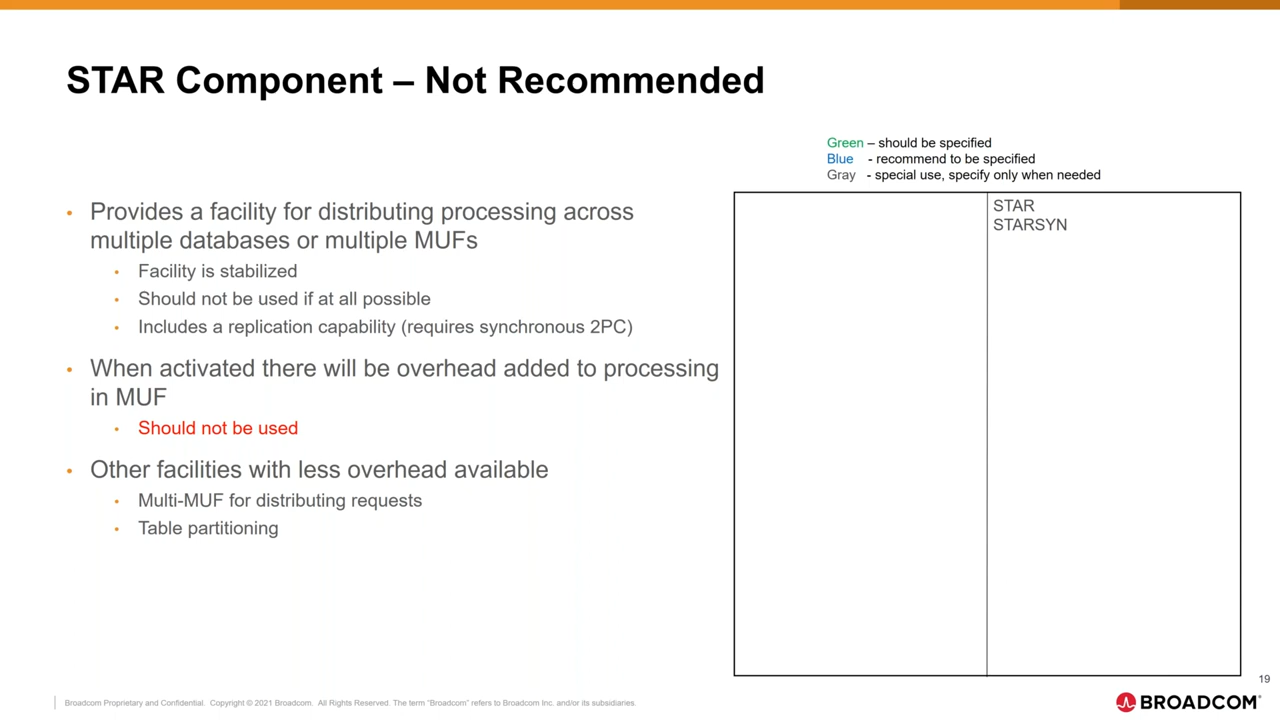 STAR Component – Not Recommended
Green – should be specified
Blue - recommend to be specified
Gray - special use, specify only when needed
• Provides a facility for distributing processing across
multiple databases or multiple MUFs
• Facility is stabilized
• Should not be used if at all possible
• Includes a replication capability (requires synchronous 2PC)
• When activated there will be overhead added to processing
in MUF
• Should not be used
• Other facilities with less overhead available
• Multi-MUF for distributing requests
• Table partitioning
STAR
STARSYN
19
Broadcom Proprietary and Confidential. Copyright © 2021 Broadcom. All Rights Reserved. The term “Broadcom” refers to Broadcom Inc. and/or its subsidiaries.
BROADCOM®